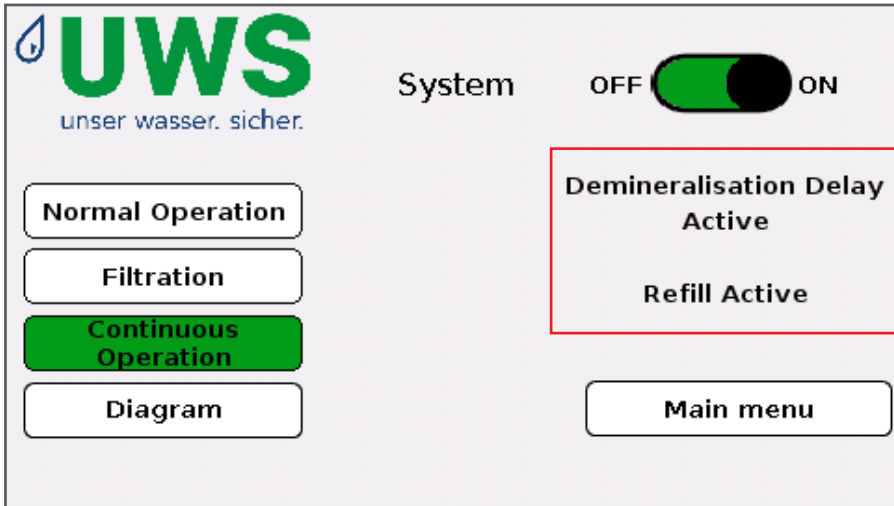 UWS
unser wasser. sicher.
System
OFF
ON
Demineralisation Delay
Active
Refill Active
Normal Operation
Filtration
Continuous
Operation
Diagram
Main menu